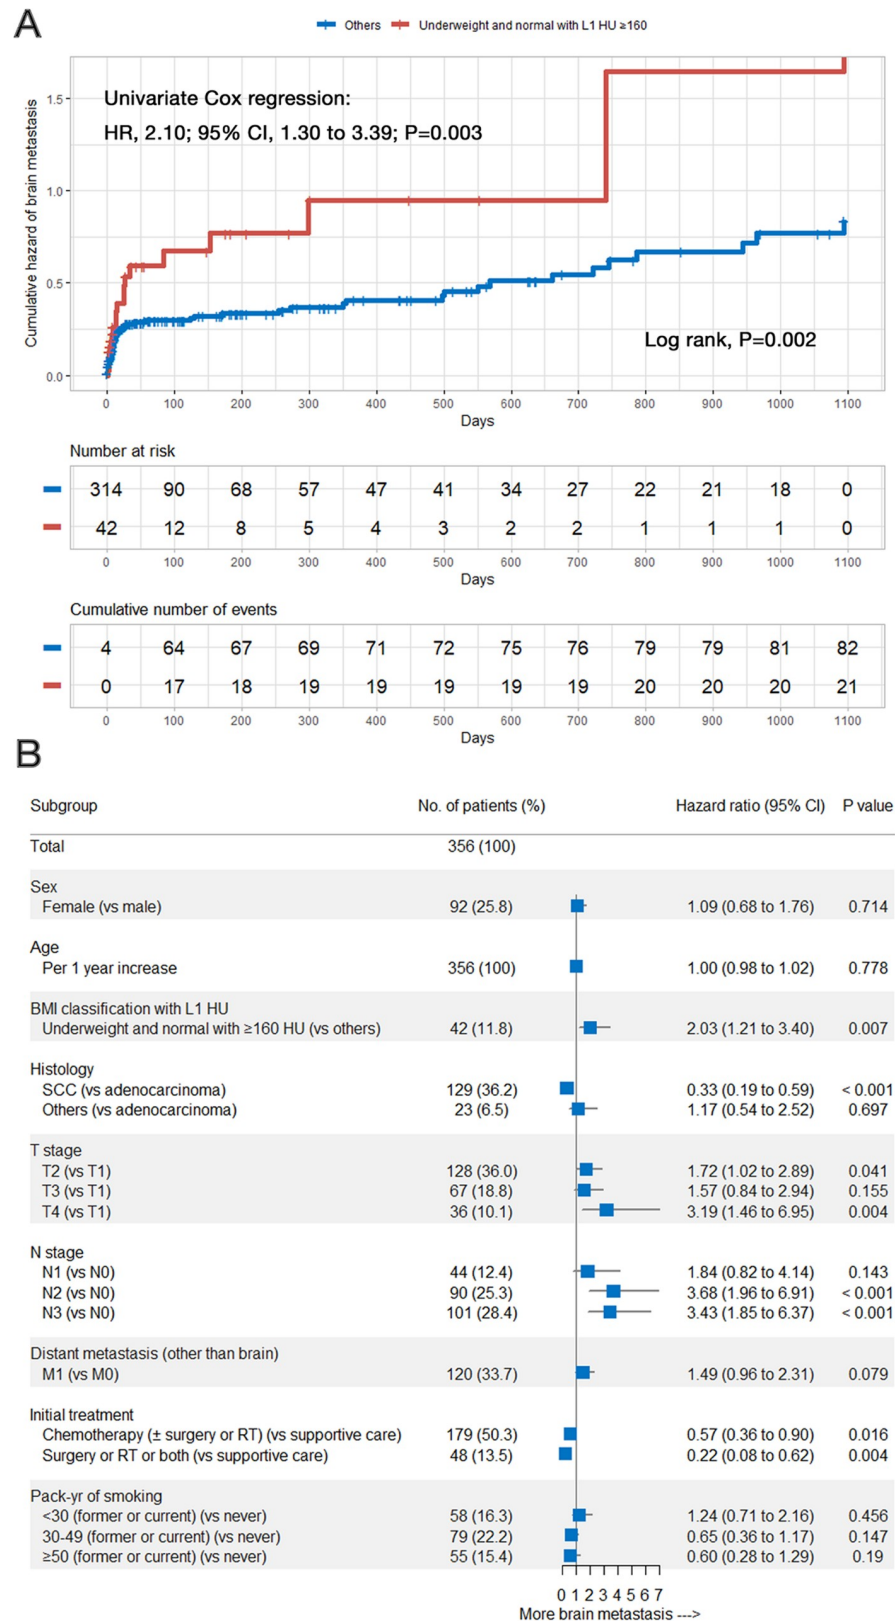 A
Others Underweight and normal with L1 HU ≥160
Cumulative hazard of brain metastasis
1.5
1.0
0.5
0.0
Univariate Cox regression:
HR, 2.10; 95% CI, 1.30 to 3.39; P=0.003
Log rank, P=0.002
0 100 200 300 400 500 600 700 800 900 1000 1100
Days
Number at risk
314 90 68 57 47 41 34 27 22 21 18 0
42 12 8 5 4 3 2 2 1 1 1 0
0 100 200 300 400 500 600 700 800 900 1000 1100
Days
Cumulative number of events
4 64 67 69 71 72 75 76 79 79 81 82
0 17 18 19 19 19 19 19 20 20 20 21
0 100 200 300 400 500 600 700 800 900 1000 1100
Days
B
Subgroup No. of patients (%) Hazard ratio (95% CI) P value
Total 356 (100)
Sex
Female (vs male) 92 (25.8) 1.09 (0.68 to 1.76) 0.714
Age
Per 1 year increase 356 (100) 1.00 (0.98 to 1.02) 0.778
BMI classification with L1 HU
Underweight and normal with ≥160 HU (vs others) 42 (11.8) 2.03 (1.21 to 3.40) 0.007
Histology
SCC (vs adenocarcinoma) 129 (36.2) 0.33 (0.19 to 0.59) < 0.001
Others (vs adenocarcinoma) 23 (6.5) 1.17 (0.54 to 2.52) 0.697
T stage
T2 (vs T1) 128 (36.0) 1.72 (1.02 to 2.89) 0.041
T3 (vs T1) 67 (18.8) 1.57 (0.84 to 2.94) 0.155
T4 (vs T1) 36 (10.1) 3.19 (1.46 to 6.95) 0.004
N stage
N1 (vs N0) 44 (12.4) 1.84 (0.82 to 4.14) 0.143
N2 (vs N0) 90 (25.3) 3.68 (1.96 to 6.91) < 0.001
N3 (vs N0) 101 (28.4) 3.43 (1.85 to 6.37) < 0.001
Distant metastasis (other than brain)
M1 (vs M0) 120 (33.7) 1.49 (0.96 to 2.31) 0.079
Initial treatment
Chemotherapy (± surgery or RT) (vs supportive care) 179 (50.3) 0.57 (0.36 to 0.90) 0.016
Surgery or RT or both (vs supportive care) 48 (13.5) 0.22 (0.08 to 0.62) 0.004
Pack-yr of smoking
<30 (former or current) (vs never) 58 (16.3) 1.24 (0.71 to 2.16) 0.456
30-49 (former or current) (vs never) 79 (22.2) 0.65 (0.36 to 1.17) 0.147
≥50 (former or current) (vs never) 55 (15.4) 0.60 (0.28 to 1.29) 0.19
0 1 2 3 4 5 6 7
More brain metastasis --->